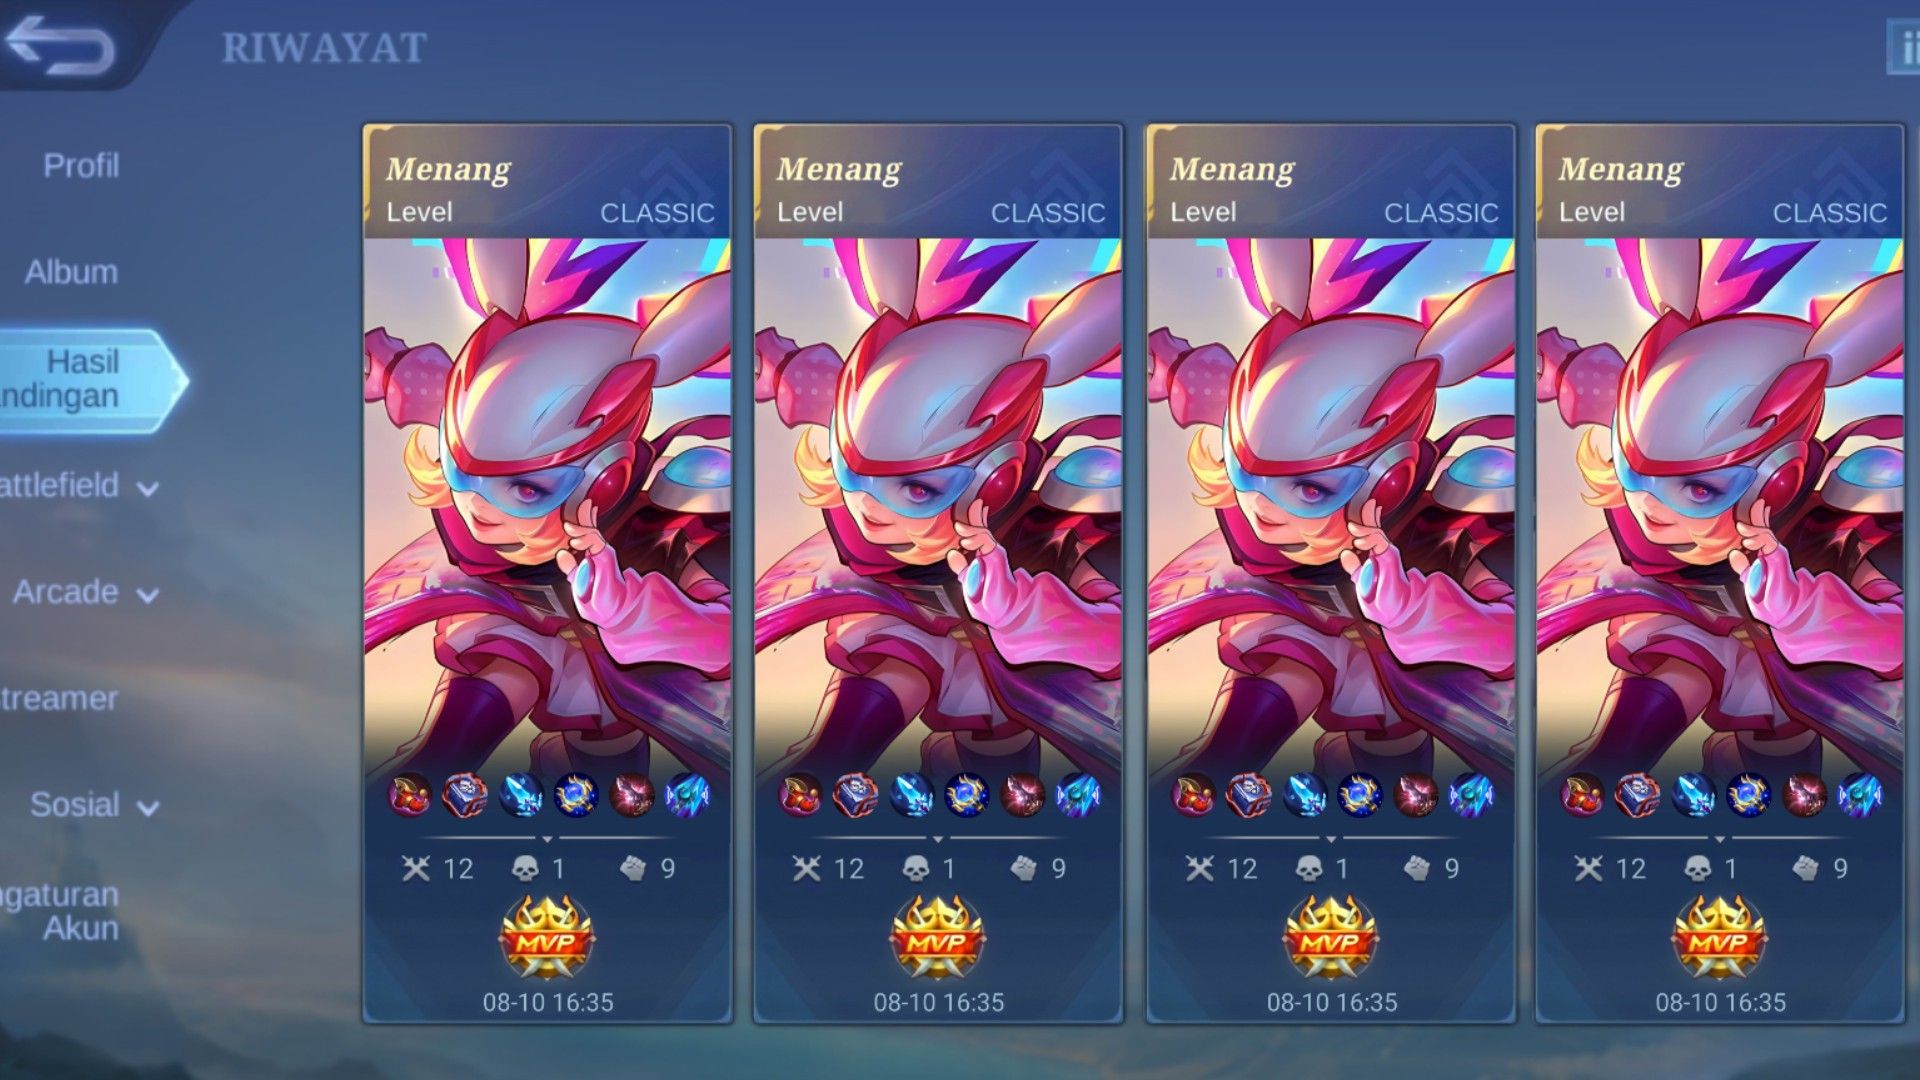 RIWAYAT
Profil
Album
Hasil
ndingan
attlefield
Arcade
treamer
Sosial
gaturan
Akun
Menang
Level CLASSIC
12 1 9
MVP
08-10 16:35
Menang
Level CLASSIC
12 1 9
MVP
08-10 16:35
Menang
Level CLASSIC
12 1 9
MVP
08-10 16:35
Menang
Level CLASSIC
12 1 9
MVP
08-10 16:35